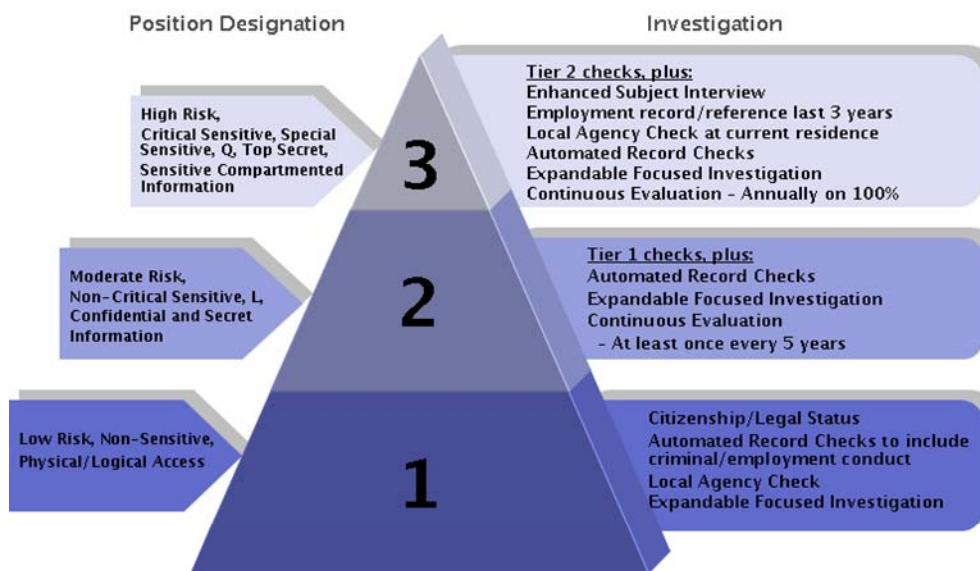 Position Designation
Investigation
High Risk,
Critical Sensitive, Special
Sensitive, Q, Top Secret,
Sensitive Compartmented
Information
3
Tier 2 checks, plus:
Enhanced Subject Interview
Employment record/reference last 3 years
Local Agency Check at current residence
Automated Record Checks
Expandable Focused Investigation
Continuous Evaluation – Annually on 100%
Moderate Risk,
Non-Critical Sensitive, L,
Confidential and Secret
Information
2
Tier 1 checks, plus:
Automated Record Checks
Expandable Focused Investigation
Continuous Evaluation
– At least once every 5 years
Low Risk, Non-Sensitive,
Physical/Logical Access
1
Citizenship/Legal Status
Automated Record Checks to include
criminal/employment conduct
Local Agency Check
Expandable Focused Investigation